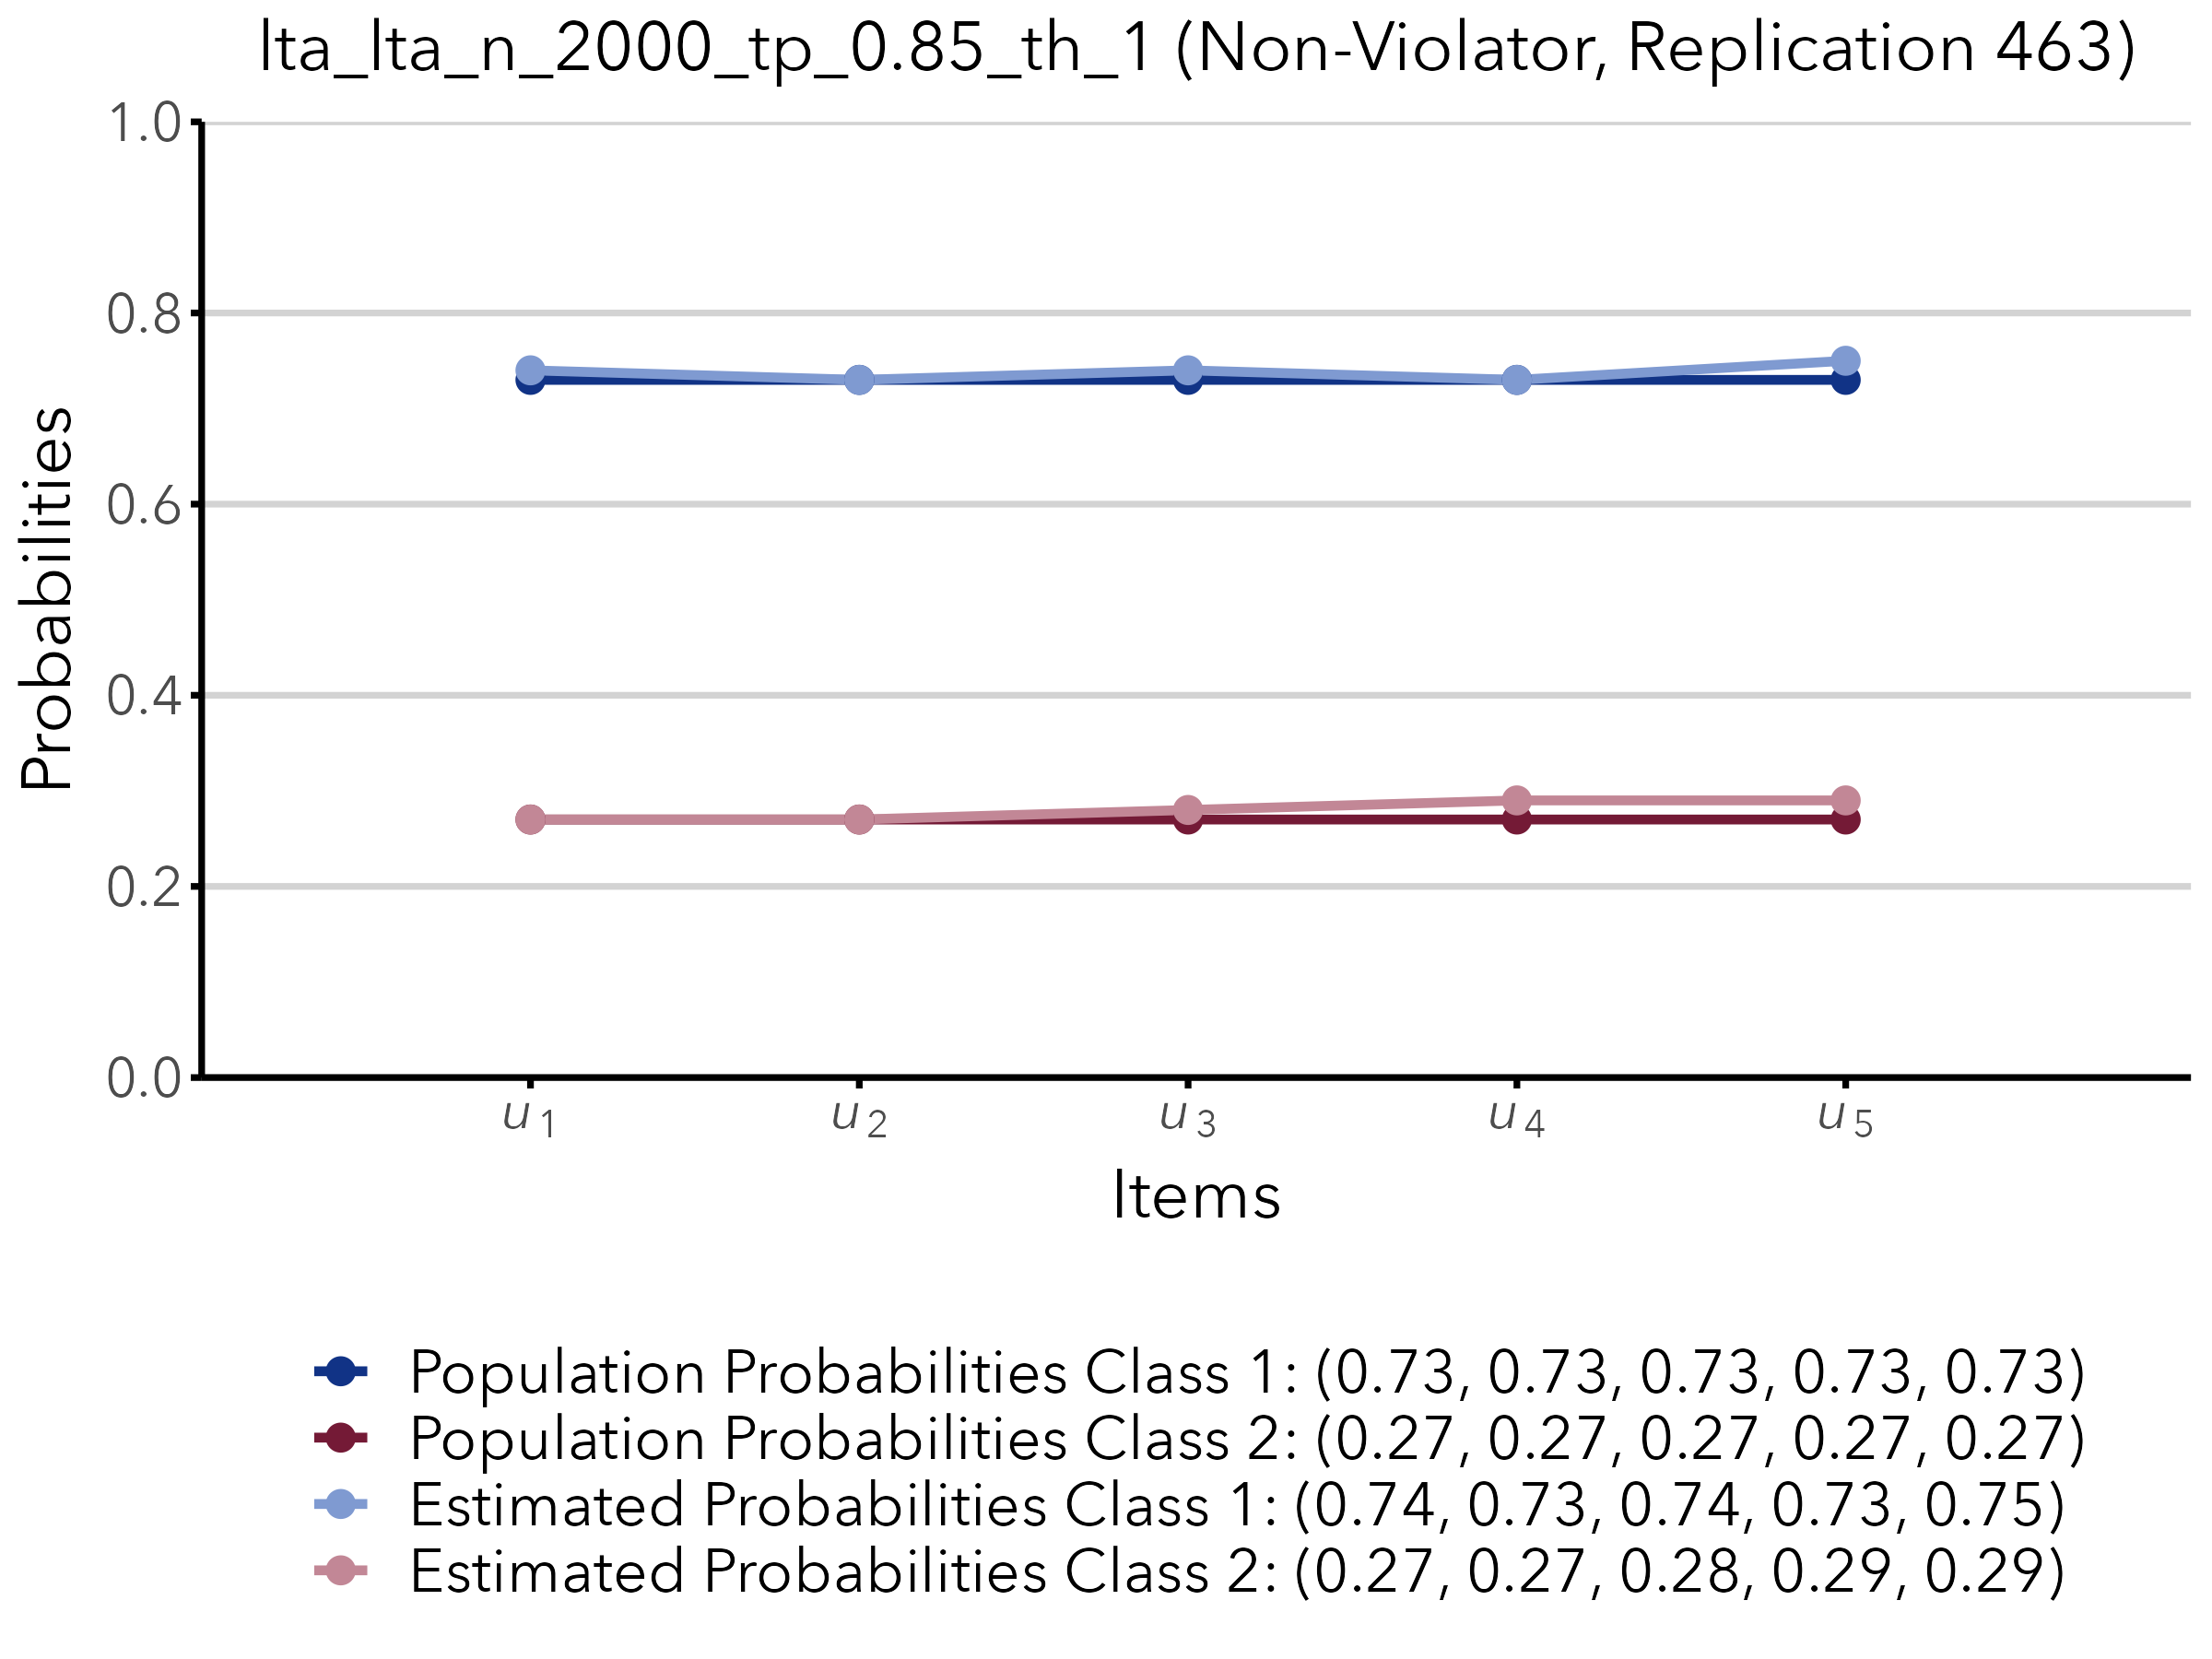 lta_lta_n_2000_tp_0.85_th_1 (Non-Violator, Replication 463)
1.0
0.8
0.6
0.4
0.2
0.0
Probabilities
u1
u2
u3
u4
u5
Items
Population Probabilities Class 1: (0.73, 0.73, 0.73, 0.73, 0.73)
Population Probabilities Class 2: (0.27, 0.27, 0.27, 0.27, 0.27)
Estimated Probabilities Class 1: (0.74, 0.73, 0.74, 0.73, 0.75)
Estimated Probabilities Class 2: (0.27, 0.27, 0.28, 0.29, 0.29)